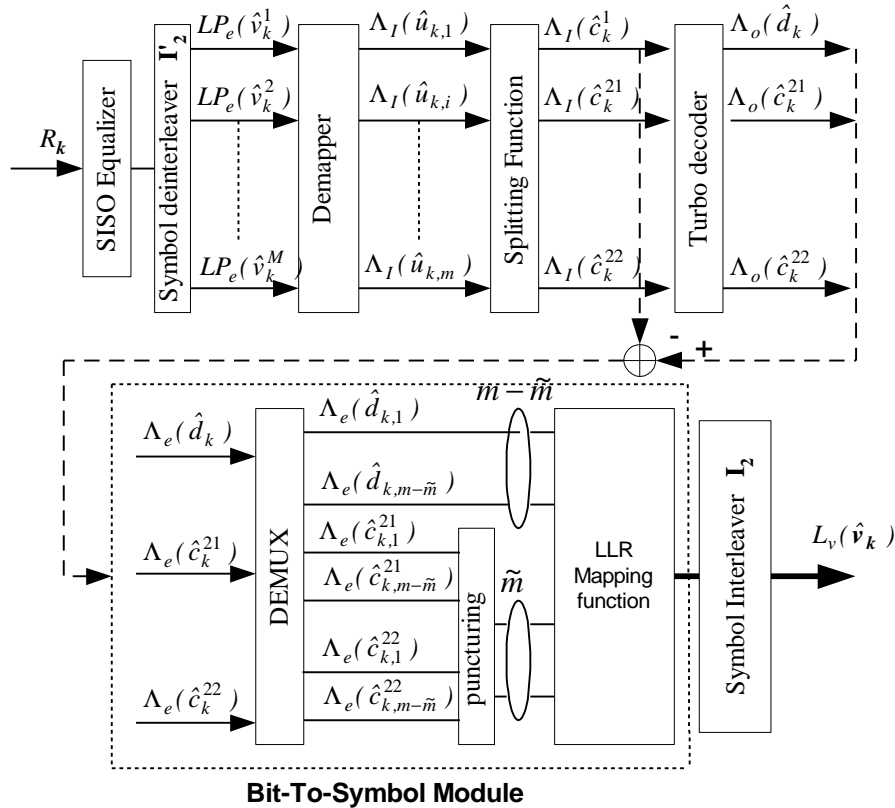 R_k
SISO Equalizer
Symbol deinterleaver I'_2
LP_e(v̂_k^1)
LP_e(v̂_k^2)
LP_e(v̂_k^M)
Demapper
Λ_I(û_{k,1})
Λ_I(û_{k,i})
Λ_I(û_{k,m})
Splitting Function
Λ_I(ĉ_k^1)
Λ_I(ĉ_k^{21})
Λ_I(ĉ_k^{22})
Turbo decoder
Λ_o(d̂_k)
Λ_o(ĉ_k^{21})
Λ_o(ĉ_k^{22})
- +
Λ_e(d̂_k)
Λ_e(ĉ_k^{21})
Λ_e(ĉ_k^{22})
DEMUX
Λ_e(d̂_{k,1})
Λ_e(d̂_{k,m−m̃})
Λ_e(ĉ_{k,1}^{21})
Λ_e(ĉ_{k,m−m̃}^{21})
Λ_e(ĉ_{k,1}^{22})
Λ_e(ĉ_{k,m−m̃}^{22})
puncturing
m − m̃
m̃
LLR
Mapping
function
Symbol Interleaver I_2
L_v(v̂_k)
Bit-To-Symbol Module